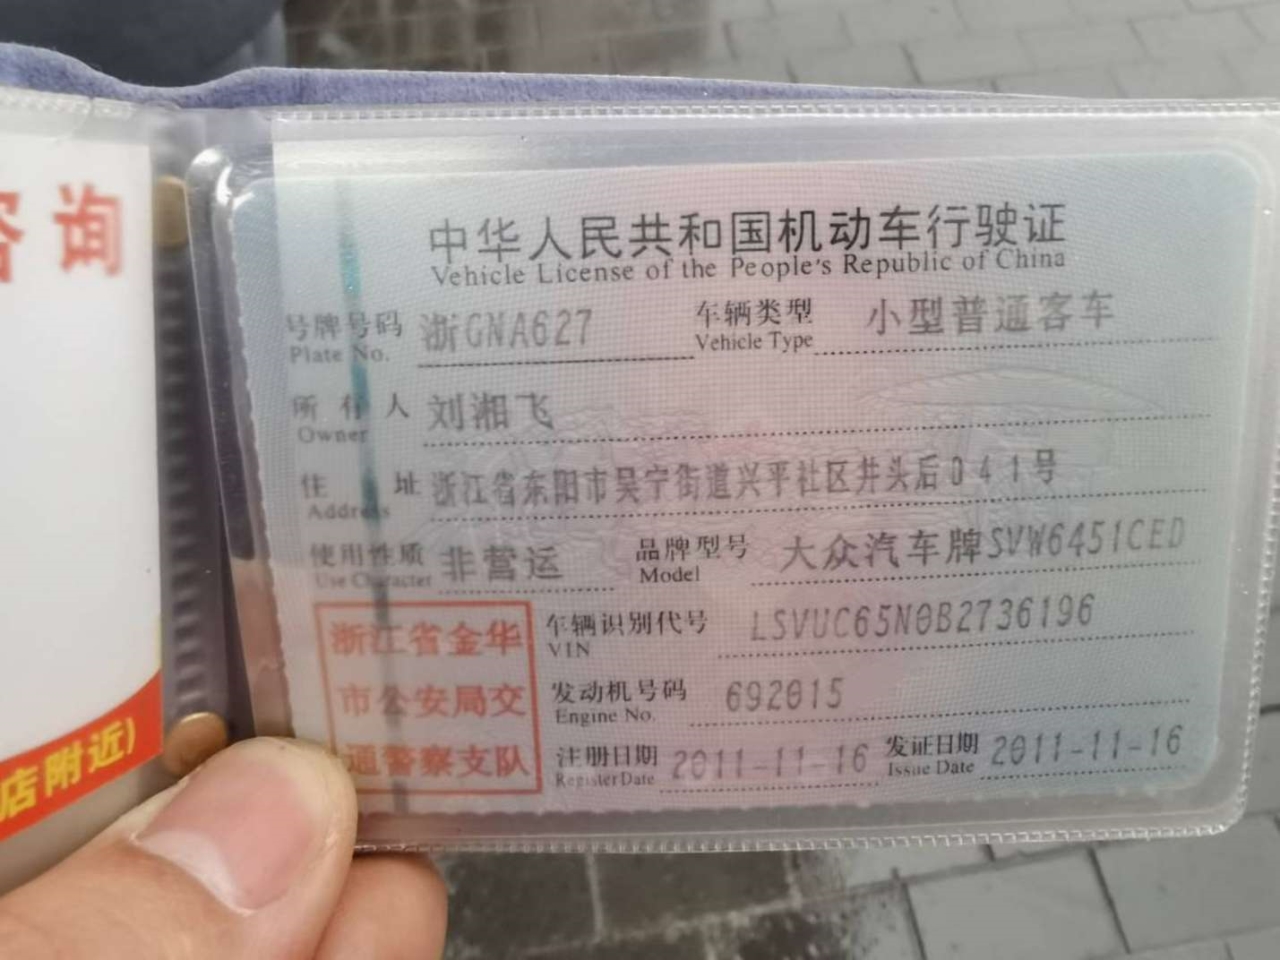 咨询
店附近)
中华人民共和国机动车行驶证
Vehicle License of the People's Republic of China
号牌号码 浙GNA627 车辆类型 小型普通客车
Plate No. Vehicle Type
所有人 刘湘飞
Owner
住址 浙江省东阳市吴宁街道兴平社区井头后041号
Address
使用性质 非营运 品牌型号 大众汽车牌SVW6451CED
Use Character Model
浙江省金华
市公安局交
通警察支队
车辆识别代号 LSVUC65N0B2736196
VIN
发动机号码 692015
Engine No.
注册日期 2011-11-16 发证日期 2011-11-16
Register Date Issue Date